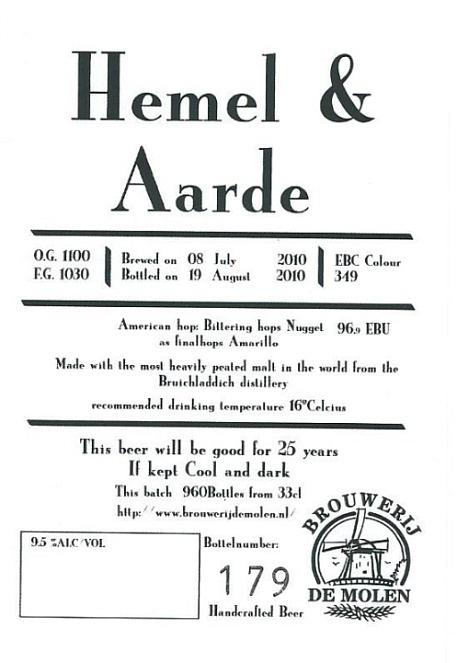 Hemel &
Aarde
O.G. 1100
F.G. 1030
Brewed on 08 July 2010
Bottled on 19 August 2010
EBC Colour
349
American hop: Bittering hops Nugget 96,9 EBU
as finalhops Amarillo
Made with the most heavily peated malt in the world from the
Bruichladdich distillery
recommended drinking temperature 16°Celcius
This beer will be good for 25 years
If kept Cool and dark
This batch 960Bottles from 33cl
http://www.brouwerijdemolen.nl/
9.5 %ALC/VOL
Bottelnumber:
179
Handcrafted Beer
BROUWERIJ
DE MOLEN